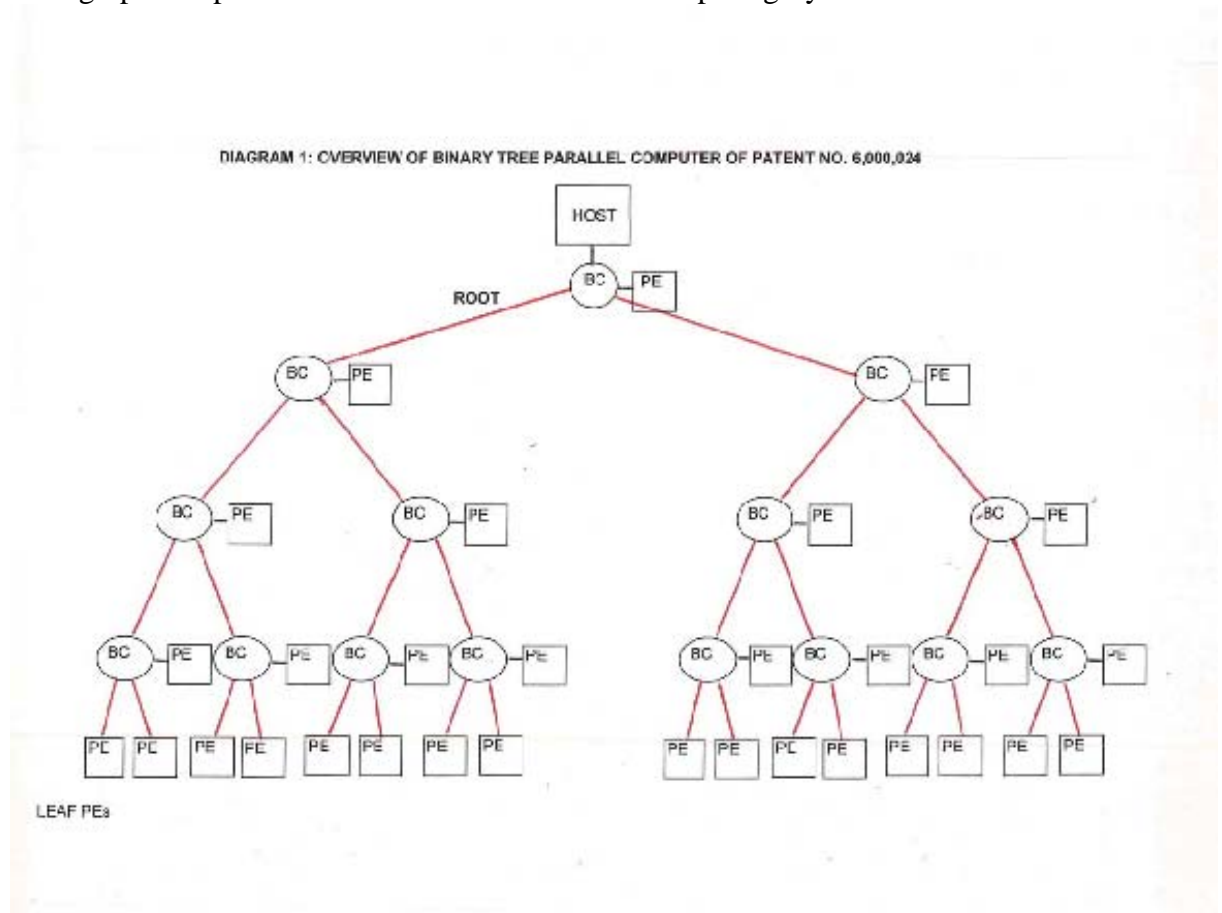 DIAGRAM 1: OVERVIEW OF BINARY TREE PARALLEL COMPUTER OF PATENT NO. 6,000,024
HOST
BC PE
ROOT
BC PE BC PE
BC PE BC PE BC PE BC PE
BC PE BC PE BC PE BC PE BC PE BC PE BC PE BC PE
PE PE PE PE PE PE PE PE PE PE PE PE PE PE PE PE
LEAF PEs